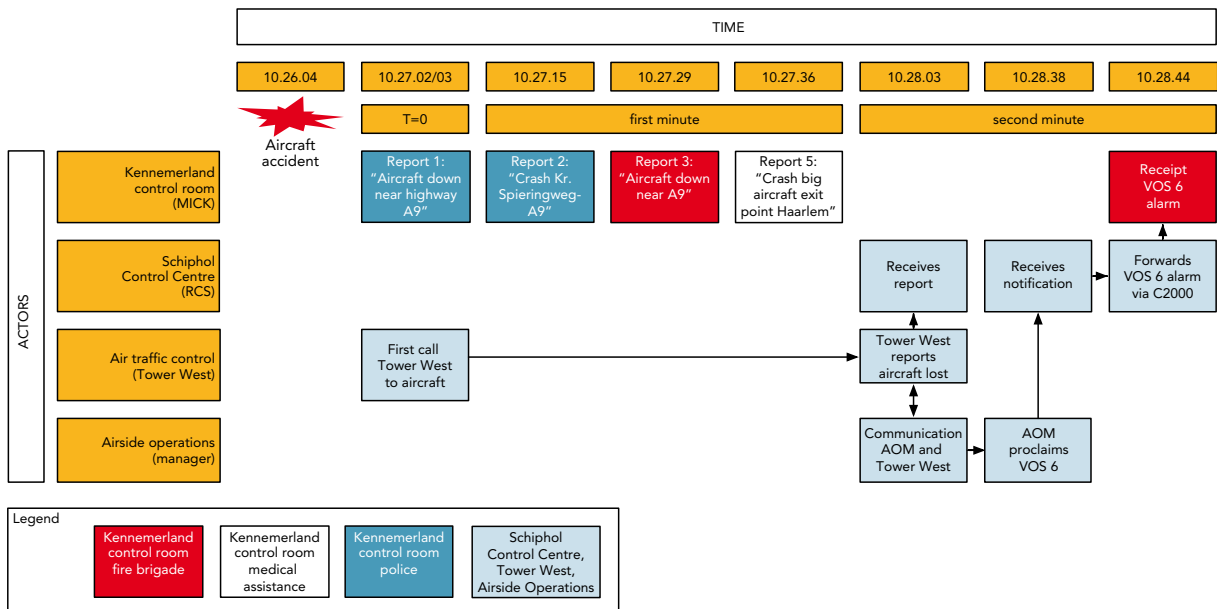 TIME
10.26.04
10.27.02/03
10.27.15
10.27.29
10.27.36
10.28.03
10.28.38
10.28.44
T=0
first minute
second minute
Aircraft
accident
ACTORS
Kennemerland
control room
(MICK)
Report 1:
“Aircraft down
near highway
A9”
Report 2:
“Crash Kr.
Spieringweg-
A9”
Report 3:
“Aircraft down
near A9”
Report 5:
“Crash big
aircraft exit
point Haarlem”
Receipt
VOS 6
alarm
Schiphol
Control Centre
(RCS)
Receives
report
Receives
notification
Forwards
VOS 6 alarm
via C2000
Air traffic control
(Tower West)
First call
Tower West
to aircraft
Tower West
reports
aircraft lost
Airside operations
(manager)
Communication
AOM and
Tower West
AOM
proclaims
VOS 6
Legend
Kennemerland
control room
fire brigade
Kennemerland
control room
medical
assistance
Kennemerland
control room
police
Schiphol
Control Centre,
Tower West,
Airside Operations